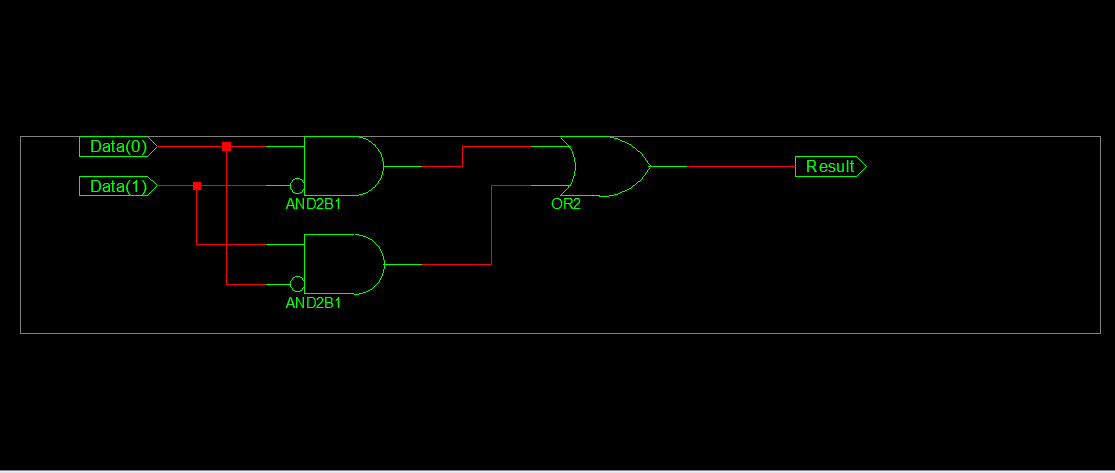 Data(0)
Data(1)
AND2B1
OR2
Result
AND2B1